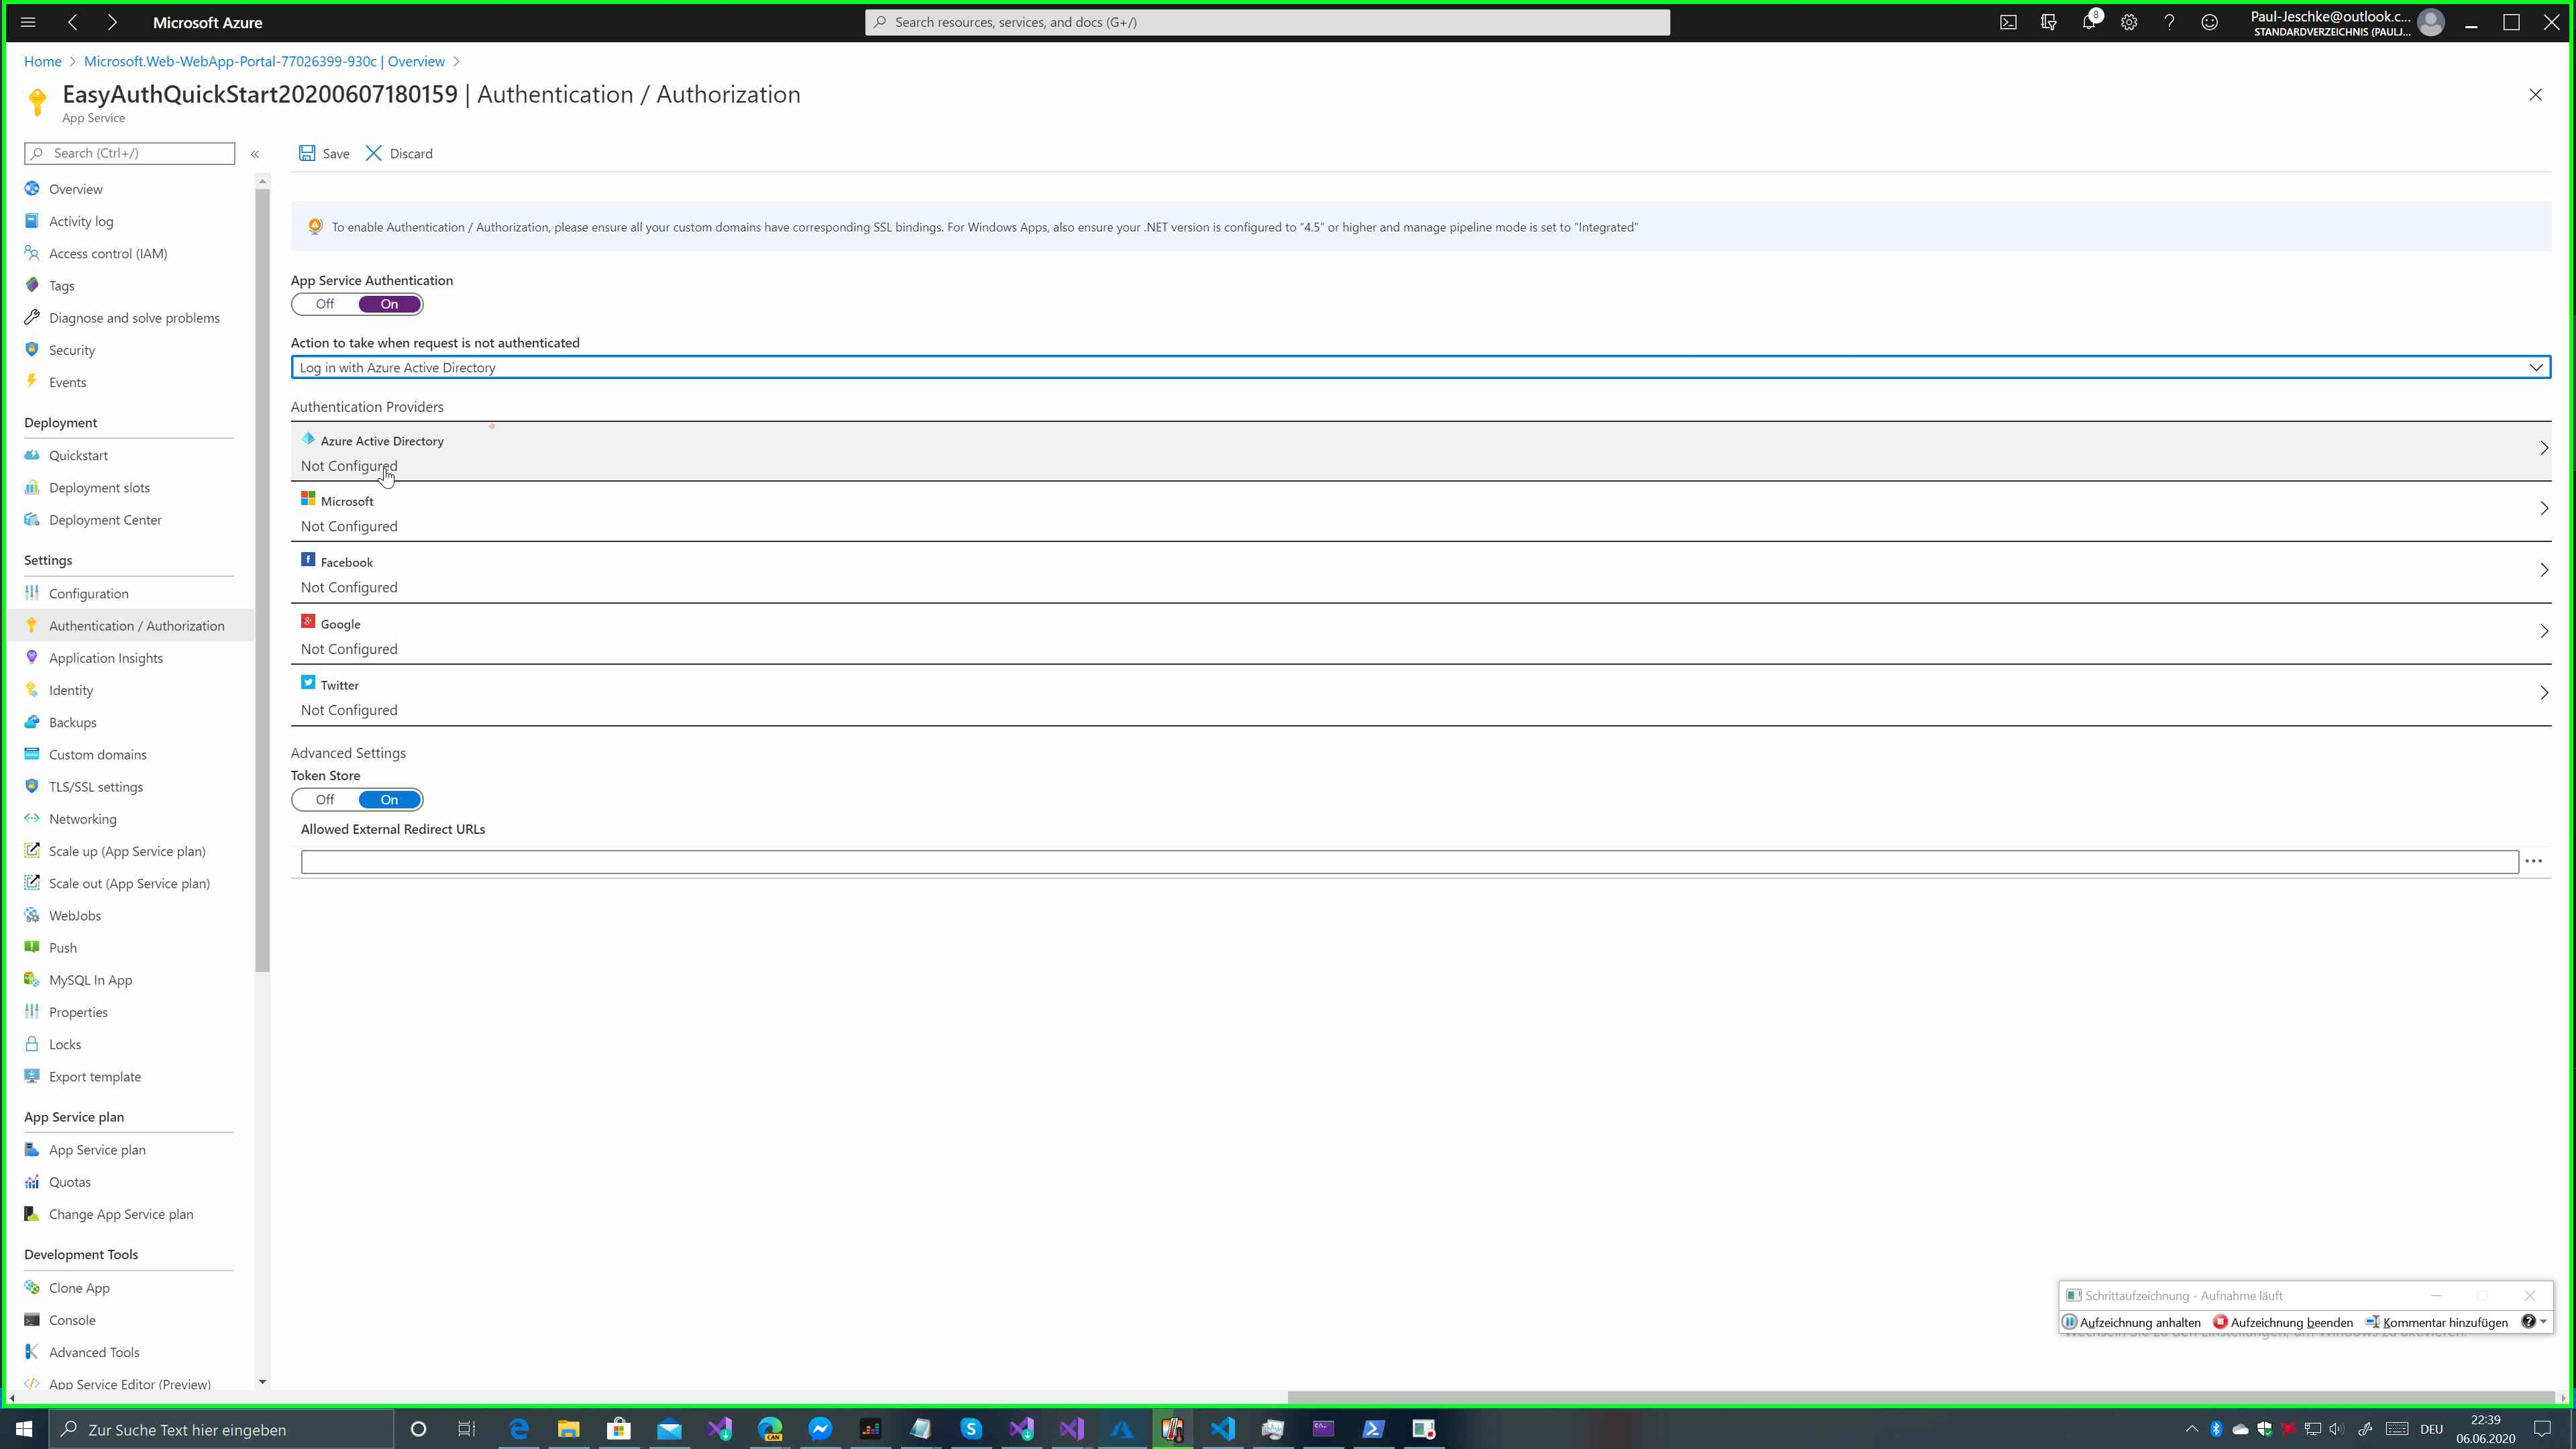 Microsoft Azure
Search resources, services, and docs (G+/)
8
Paul-Jeschke@outlook.c...
STANDARDVERZEICHNIS (PAULJ...
Home > Microsoft.Web-WebApp-Portal-77026399-930c | Overview >
EasyAuthQuickStart20200607180159 | Authentication / Authorization
App Service
Search (Ctrl+/)
«
Save
Discard
Overview
Activity log
Access control (IAM)
Tags
Diagnose and solve problems
Security
Events
Deployment
Quickstart
Deployment slots
Deployment Center
Settings
Configuration
Authentication / Authorization
Application Insights
Identity
Backups
Custom domains
TLS/SSL settings
Networking
Scale up (App Service plan)
Scale out (App Service plan)
WebJobs
Push
MySQL In App
Properties
Locks
Export template
App Service plan
App Service plan
Quotas
Change App Service plan
Development Tools
Clone App
Console
Advanced Tools
App Service Editor (Preview)
To enable Authentication / Authorization, please ensure all your custom domains have corresponding SSL bindings. For Windows Apps, also ensure your .NET version is configured to "4.5" or higher and manage pipeline mode is set to "Integrated"
App Service Authentication
Off On
Action to take when request is not authenticated
Log in with Azure Active Directory
Authentication Providers
Azure Active Directory
Not Configured
Microsoft
Not Configured
Facebook
Not Configured
Google
Not Configured
Twitter
Not Configured
Advanced Settings
Token Store
Off On
Allowed External Redirect URLs
Schrittaufzeichnung - Aufnahme läuft
Aufzeichnung anhalten Aufzeichnung beenden Kommentar hinzufügen
Wechseln Sie zu den Einstellungen, um Windows zu aktivieren.
Zur Suche Text hier eingeben
CAN
DEU
22:39
06.06.2020